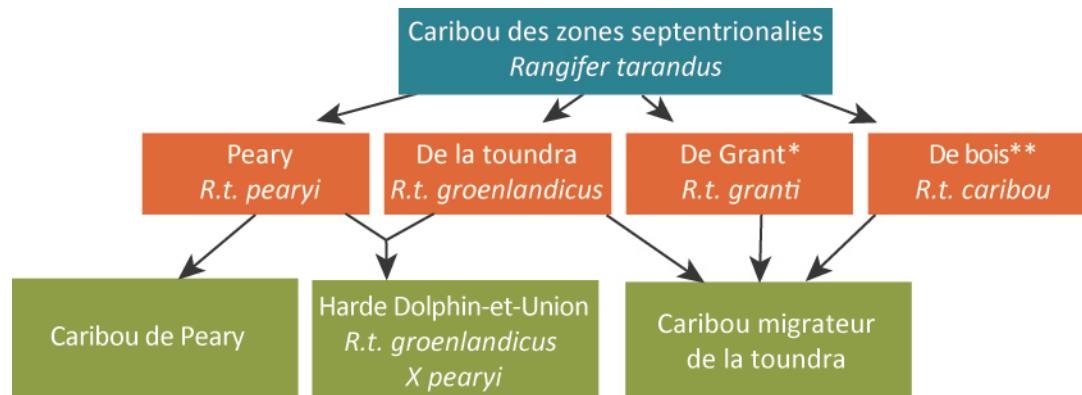 Caribou des zones septentrionalies
Rangifer tarandus
Peary
R.t. pearyi
De la toundra
R.t. groenlandicus
De Grant*
R.t. granti
De bois**
R.t. caribou
Caribou de Peary
Harde Dolphin-et-Union
R.t. groenlandicus
X pearyi
Caribou migrateur
de la toundra